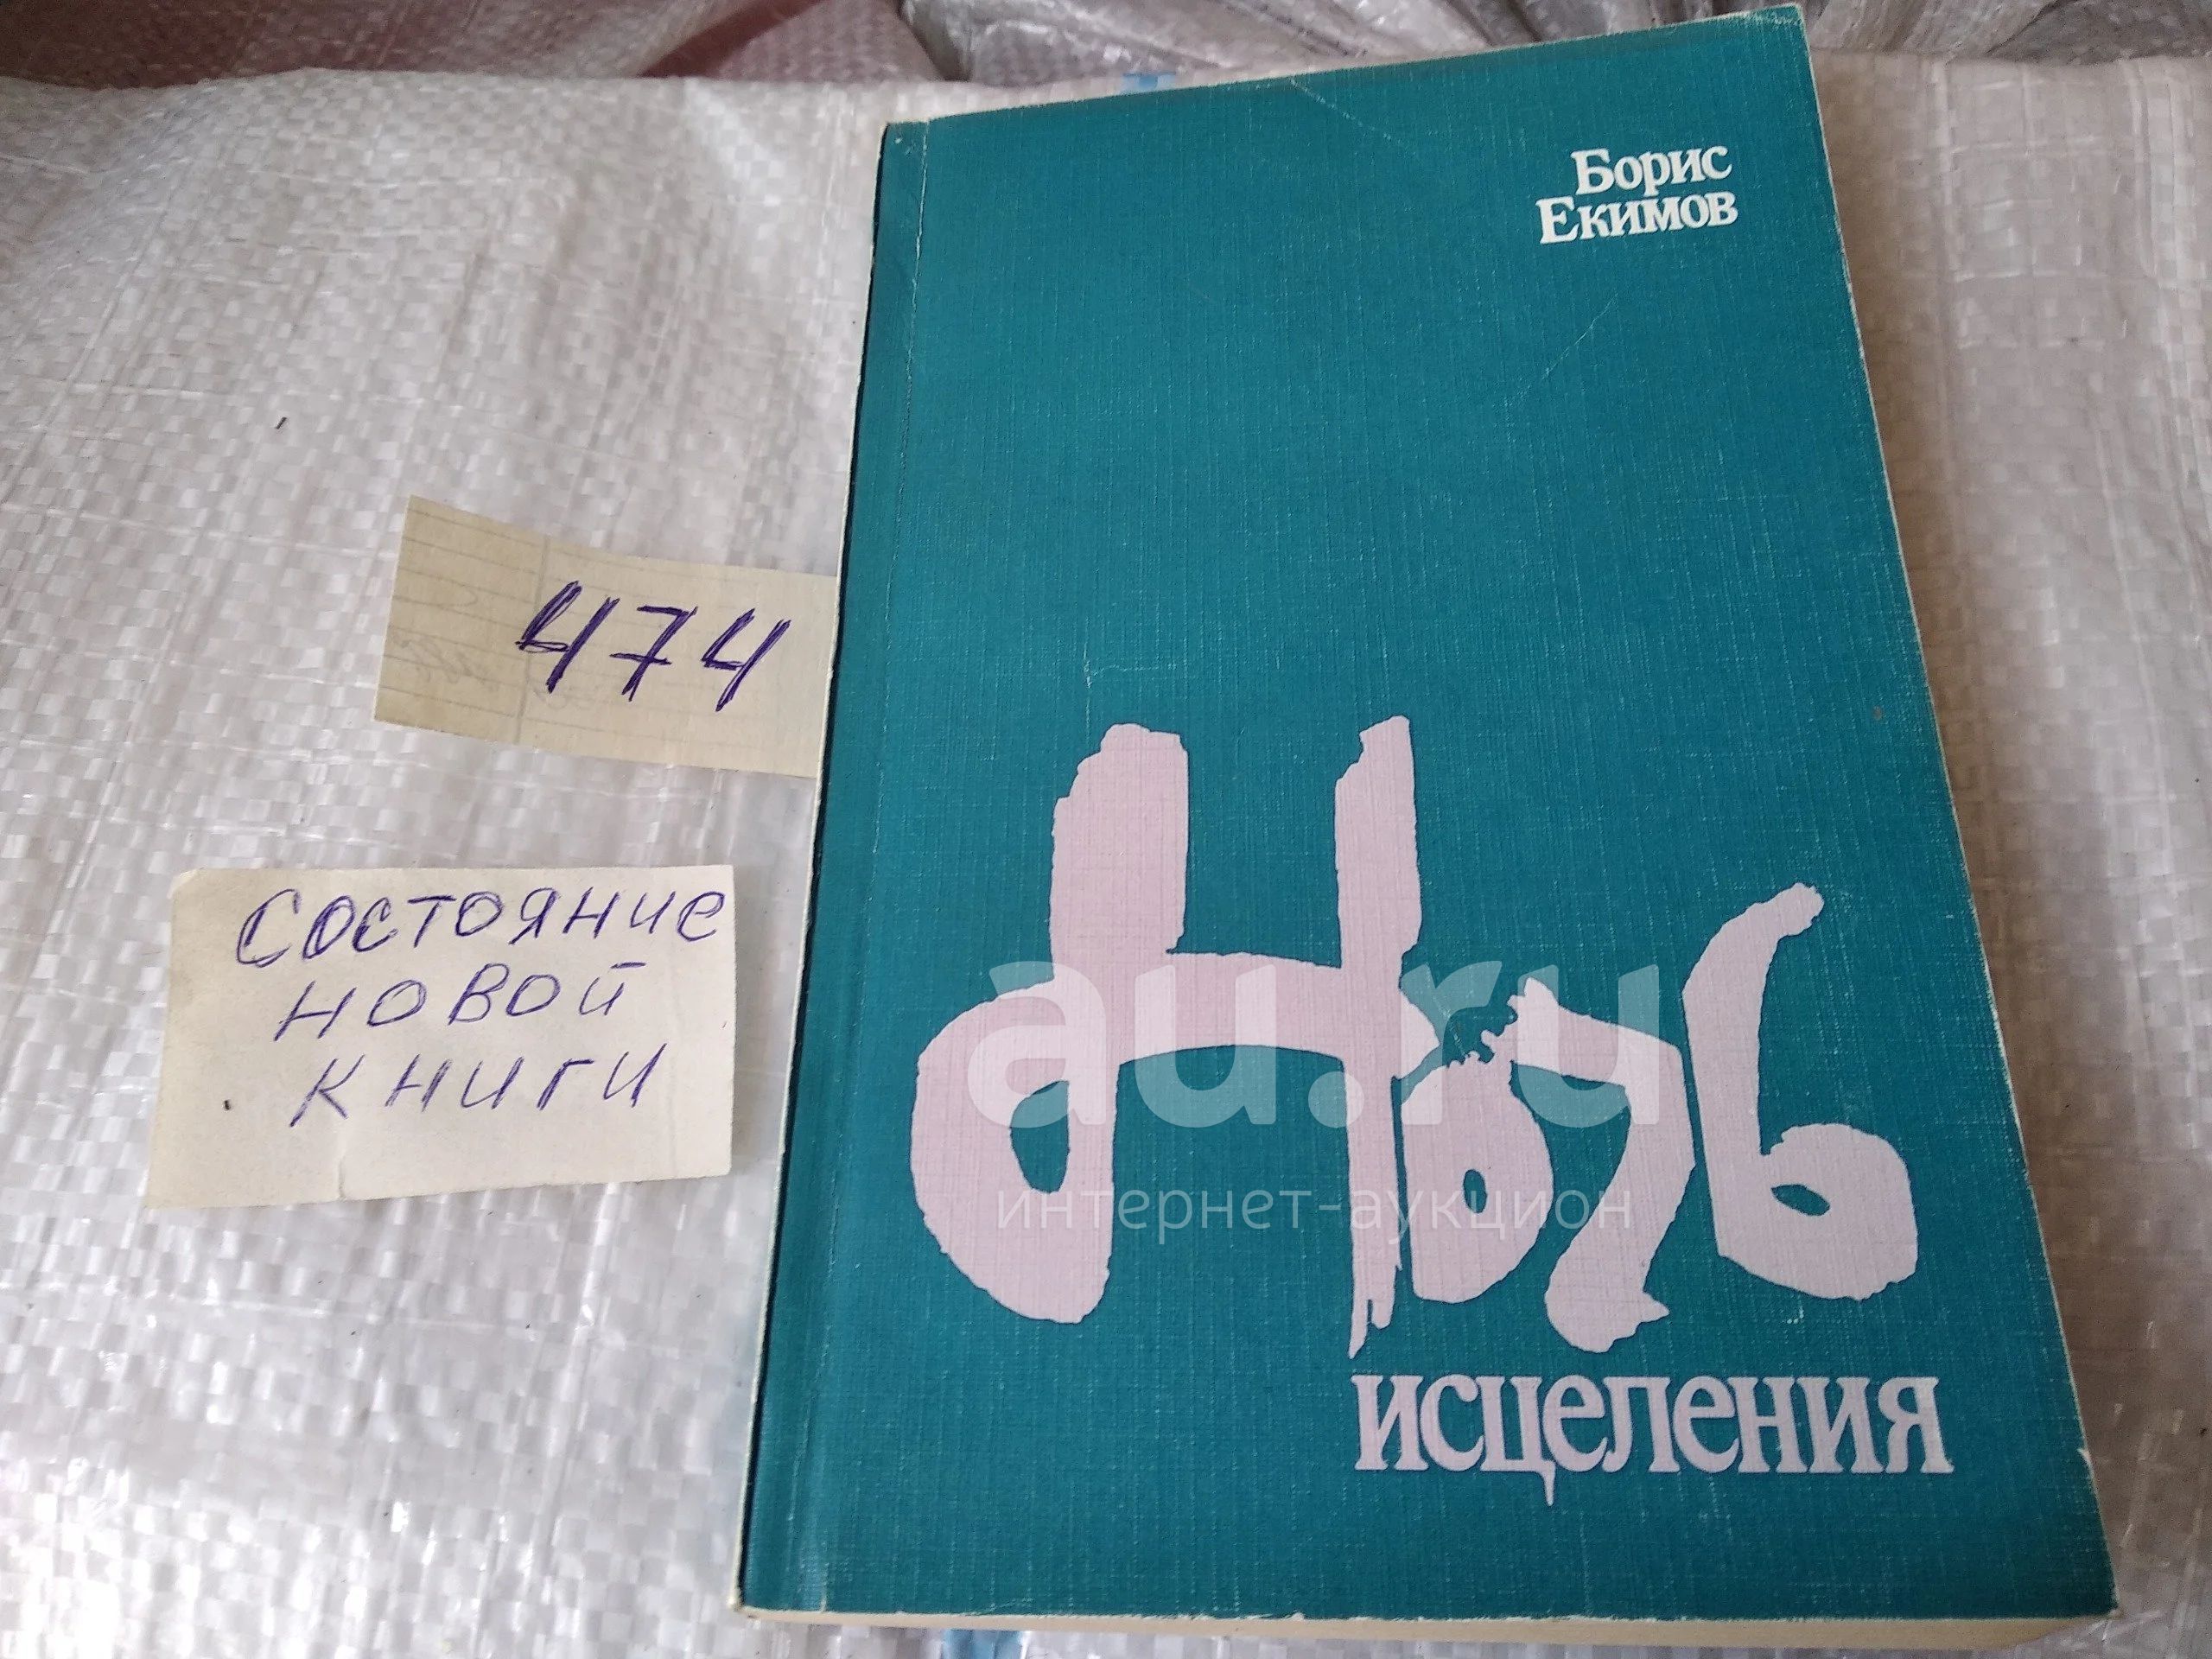 Борис
Екимов
474
Состояние
новой
книги
Ночь
au.ru
интернет-аукцион
исцеления